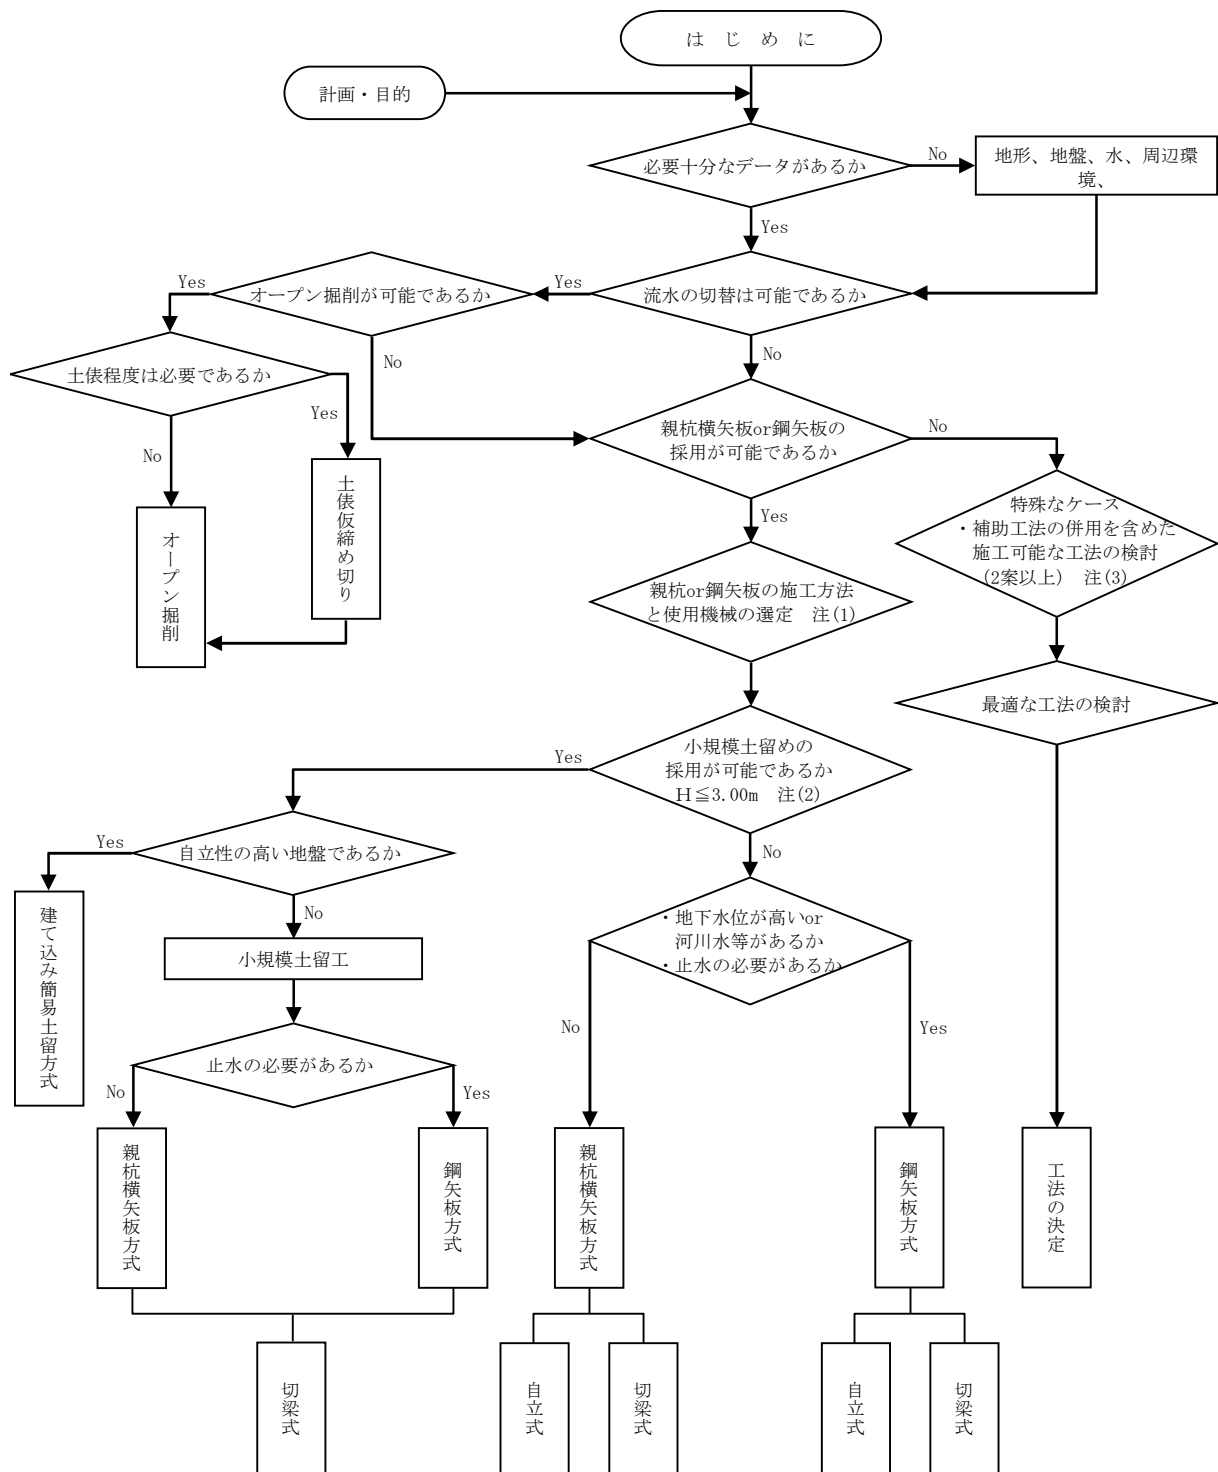 はじめに
計画・目的
必要十分なデータがあるか
No
地形、地盤、水、周辺環
境、
Yes
流水の切替は可能であるか
Yes
オープン掘削が可能であるか
Yes
No
No
土俵程度は必要であるか
Yes
No
土俵仮締め切り
オープン掘削
親杭横矢板or鋼矢板の
採用が可能であるか
No
Yes
特殊なケース
・補助工法の併用を含めた
施工可能な工法の検討
(2案以上) 注(3)
親杭or鋼矢板の施工方法
と使用機械の選定 注(1)
最適な工法の検討
小規模土留めの
採用が可能であるか
H≦3.00m 注(2)
Yes
No
自立性の高い地盤であるか
Yes
No
建て込み簡易土留方式
小規模土留工
・地下水位が高いor
河川水等があるか
・止水の必要があるか
No
Yes
止水の必要があるか
No
Yes
親杭横矢板方式
鋼矢板方式
親杭横矢板方式
鋼矢板方式
工法の決定
切梁式
自立式
切梁式
自立式
切梁式